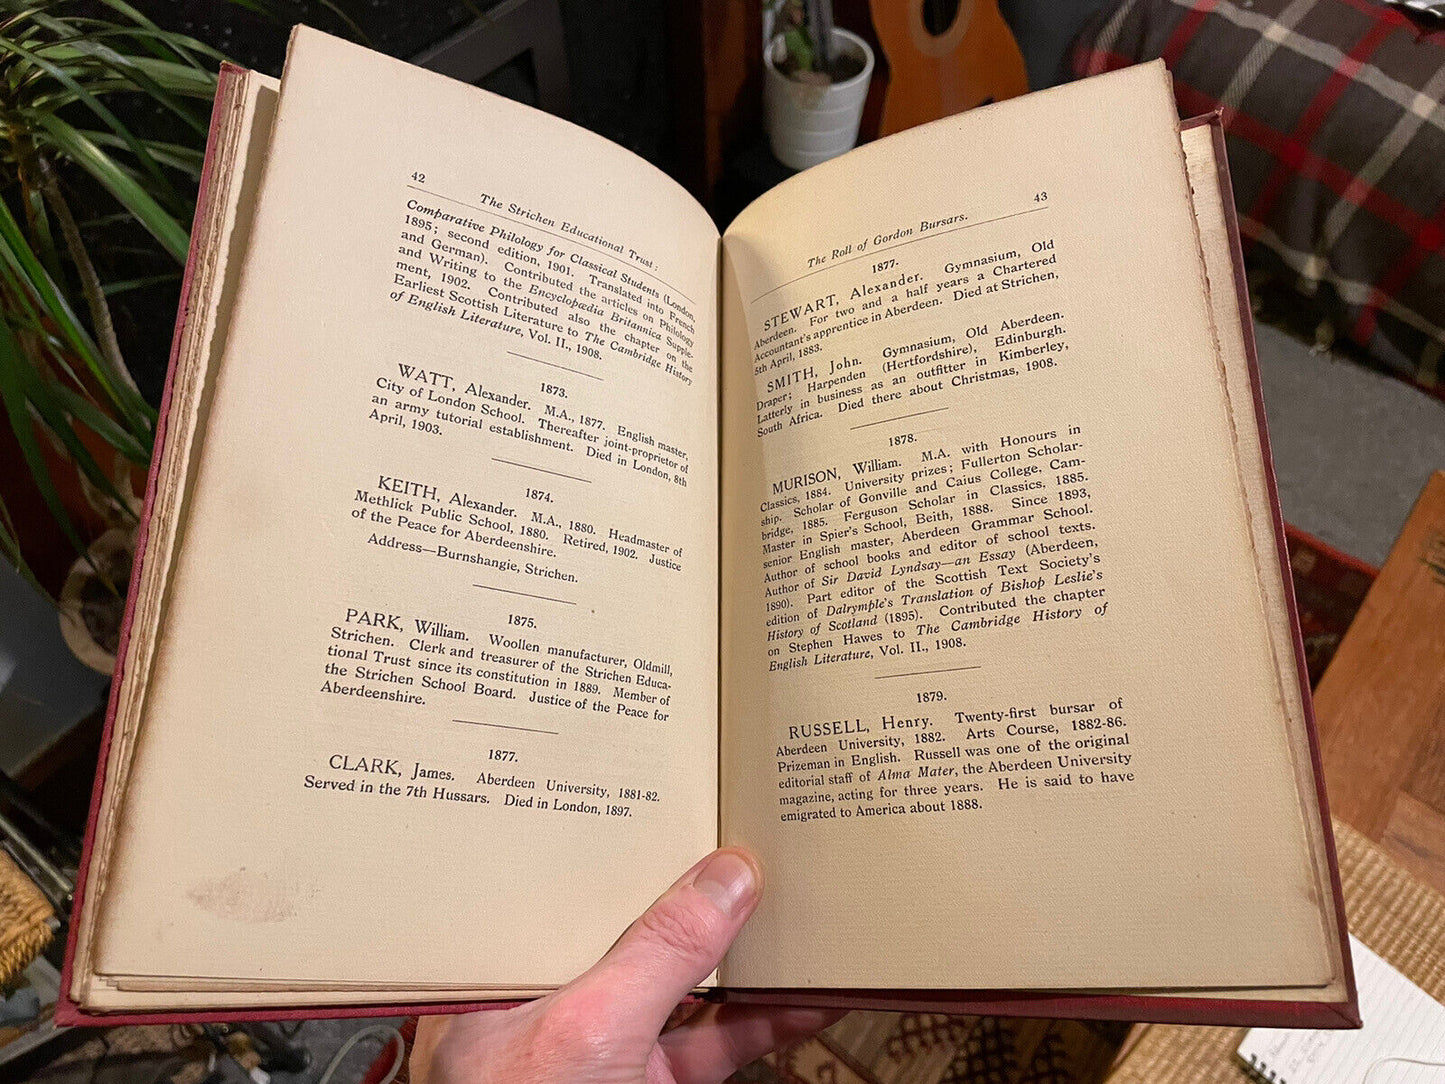 42
The Strichen Educational Trust:
Comparative Philology for Classical Students (London,
1895; second edition, 1901. Translated into French
and German). Contributed the articles on Philology
and Writing to the Encyclopædia Britannica Supple-
ment, 1902. Contributed also the chapter on the
Earliest Scottish Literature to The Cambridge History
of English Literature, Vol. II., 1908.
1873.
WATT, Alexander. M.A., 1877. English master,
City of London School. Thereafter joint-proprietor of
an army tutorial establishment. Died in London, 8th
April, 1903.
1874.
KEITH, Alexander. M.A., 1880. Headmaster of
Methlick Public School, 1880. Retired, 1902. Justice
of the Peace for Aberdeenshire.
Address—Burnshangie, Strichen.
1875.
PARK, William. Woollen manufacturer, Oldmill,
Strichen. Clerk and treasurer of the Strichen Educa-
tional Trust since its constitution in 1889. Member of
the Strichen School Board. Justice of the Peace for
Aberdeenshire.
1877.
CLARK, James. Aberdeen University, 1881-82.
Served in the 7th Hussars. Died in London, 1897.
43
The Roll of Gordon Bursars.
1877.
STEWART, Alexander. Gymnasium, Old
Aberdeen. For two and a half years a Chartered
Accountant's apprentice in Aberdeen. Died at Strichen,
5th April, 1883.
SMITH, John. Gymnasium, Old Aberdeen.
Draper; Harpenden (Hertfordshire), Edinburgh.
Latterly in business as an outfitter in Kimberley,
South Africa. Died there about Christmas, 1908.
1878.
MURISON, William. M.A. with Honours in
Classics, 1884. University prizes; Fullerton Scholar-
ship. Scholar of Gonville and Caius College, Cam-
bridge, 1885. Ferguson Scholar in Classics, 1885.
Master in Spier's School, Beith, 1888. Since 1893,
senior English master, Aberdeen Grammar School.
Author of school books and editor of school texts.
Author of Sir David Lyndsay—an Essay (Aberdeen,
1890). Part editor of the Scottish Text Society's
edition of Dalrymple's Translation of Bishop Leslie's
History of Scotland (1895). Contributed the chapter
on Stephen Hawes to The Cambridge History of
English Literature, Vol. II., 1908.
1879.
RUSSELL, Henry. Twenty-first bursar of
Aberdeen University, 1882. Arts Course, 1882-86.
Prizeman in English. Russell was one of the original
editorial staff of Alma Mater, the Aberdeen University
magazine, acting for three years. He is said to have
emigrated to America about 1888.